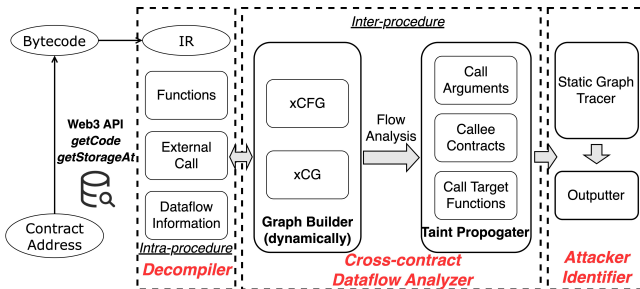 Bytecode
Web3 API
getCode
getStorageAt
Contract
Address
IR
Functions
External
Call
Dataflow
Information
Intra-procedure
Decompiler
Inter-procedure
xCFG
xCG
Graph Builder
(dynamically)
Flow
Analysis
Call
Arguments
Callee
Contracts
Call Target
Functions
Taint Propogater
Cross-contract
Dataflow Analyzer
Static Graph
Tracer
Outputter
Attacker
Identifier